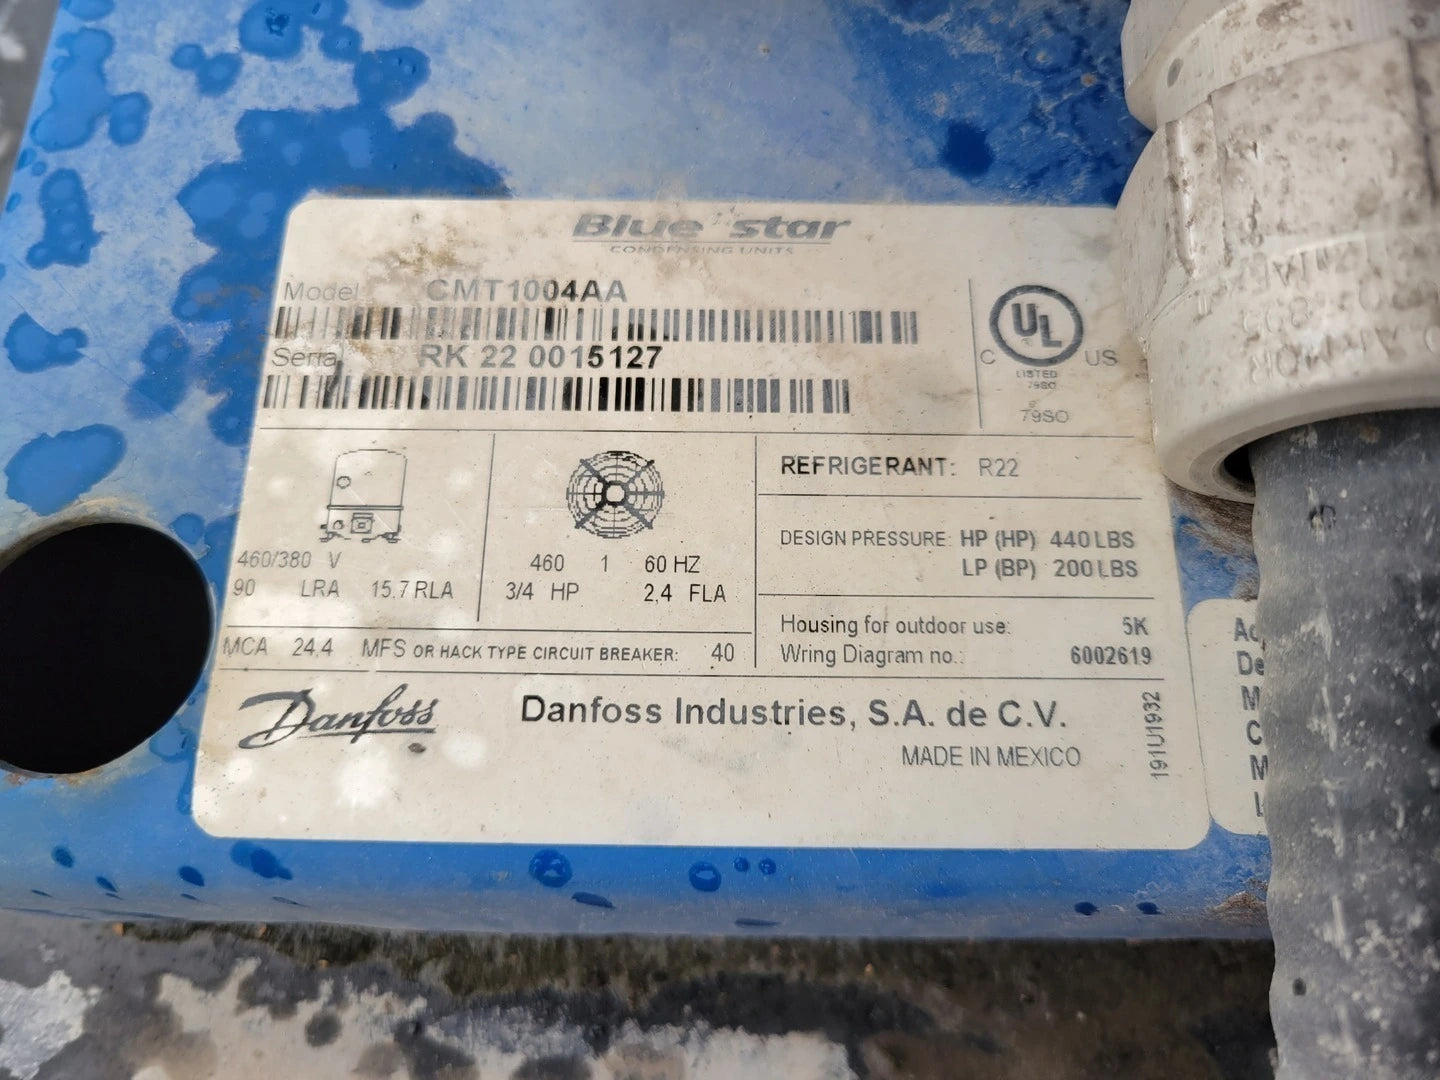 Blue star
CONDENSING UNITS
Model CMT1004AA
Serial RK 22 0015127
UL
C US
LISTED
79SO
79SO
460/380 V
90 LRA 15.7 RLA
460 1 60 HZ
3/4 HP 2,4 FLA
MCA 24.4 MFS OR HACK TYPE CIRCUIT BREAKER: 40
REFRIGERANT: R22
DESIGN PRESSURE: HP (HP) 440 LBS
LP (BP) 200 LBS
Housing for outdoor use: 5K
Wring Diagram no.: 6002619
Danfoss
Danfoss Industries, S.A. de C.V.
MADE IN MEXICO
191U1932